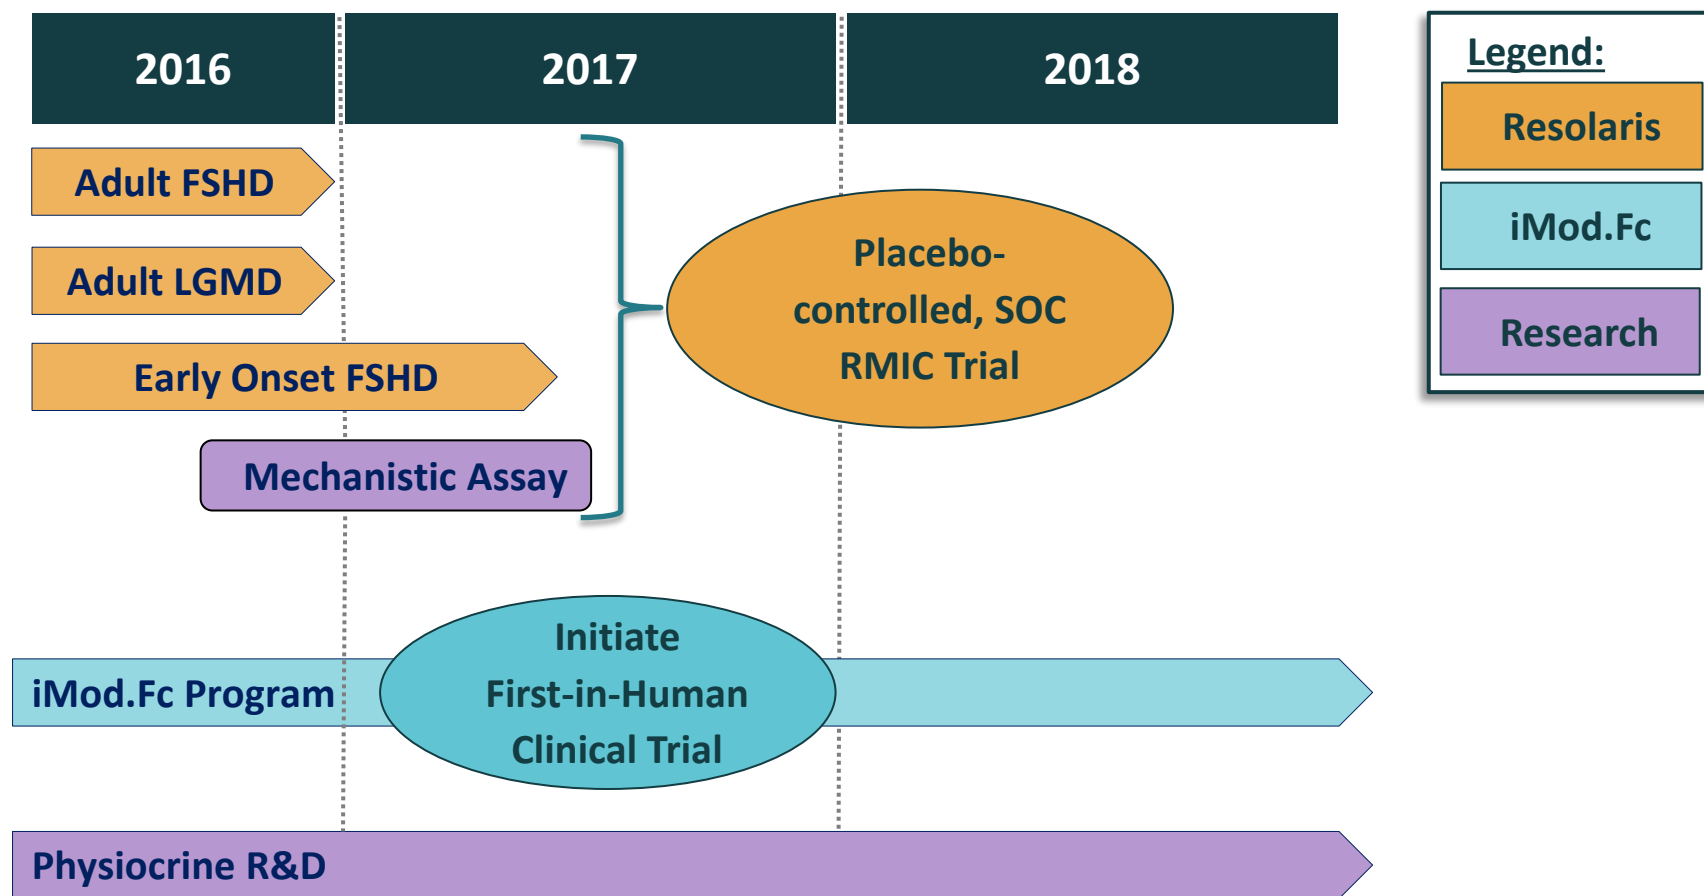 2016
2017
2018
Legend:
Resolaris
iMod.Fc
Research
Adult FSHD
Adult LGMD
Early Onset FSHD
Mechanistic Assay
Placebo-
controlled, SOC
RMIC Trial
iMod.Fc Program
Initiate
First-in-Human
Clinical Trial
Physiocrine R&D